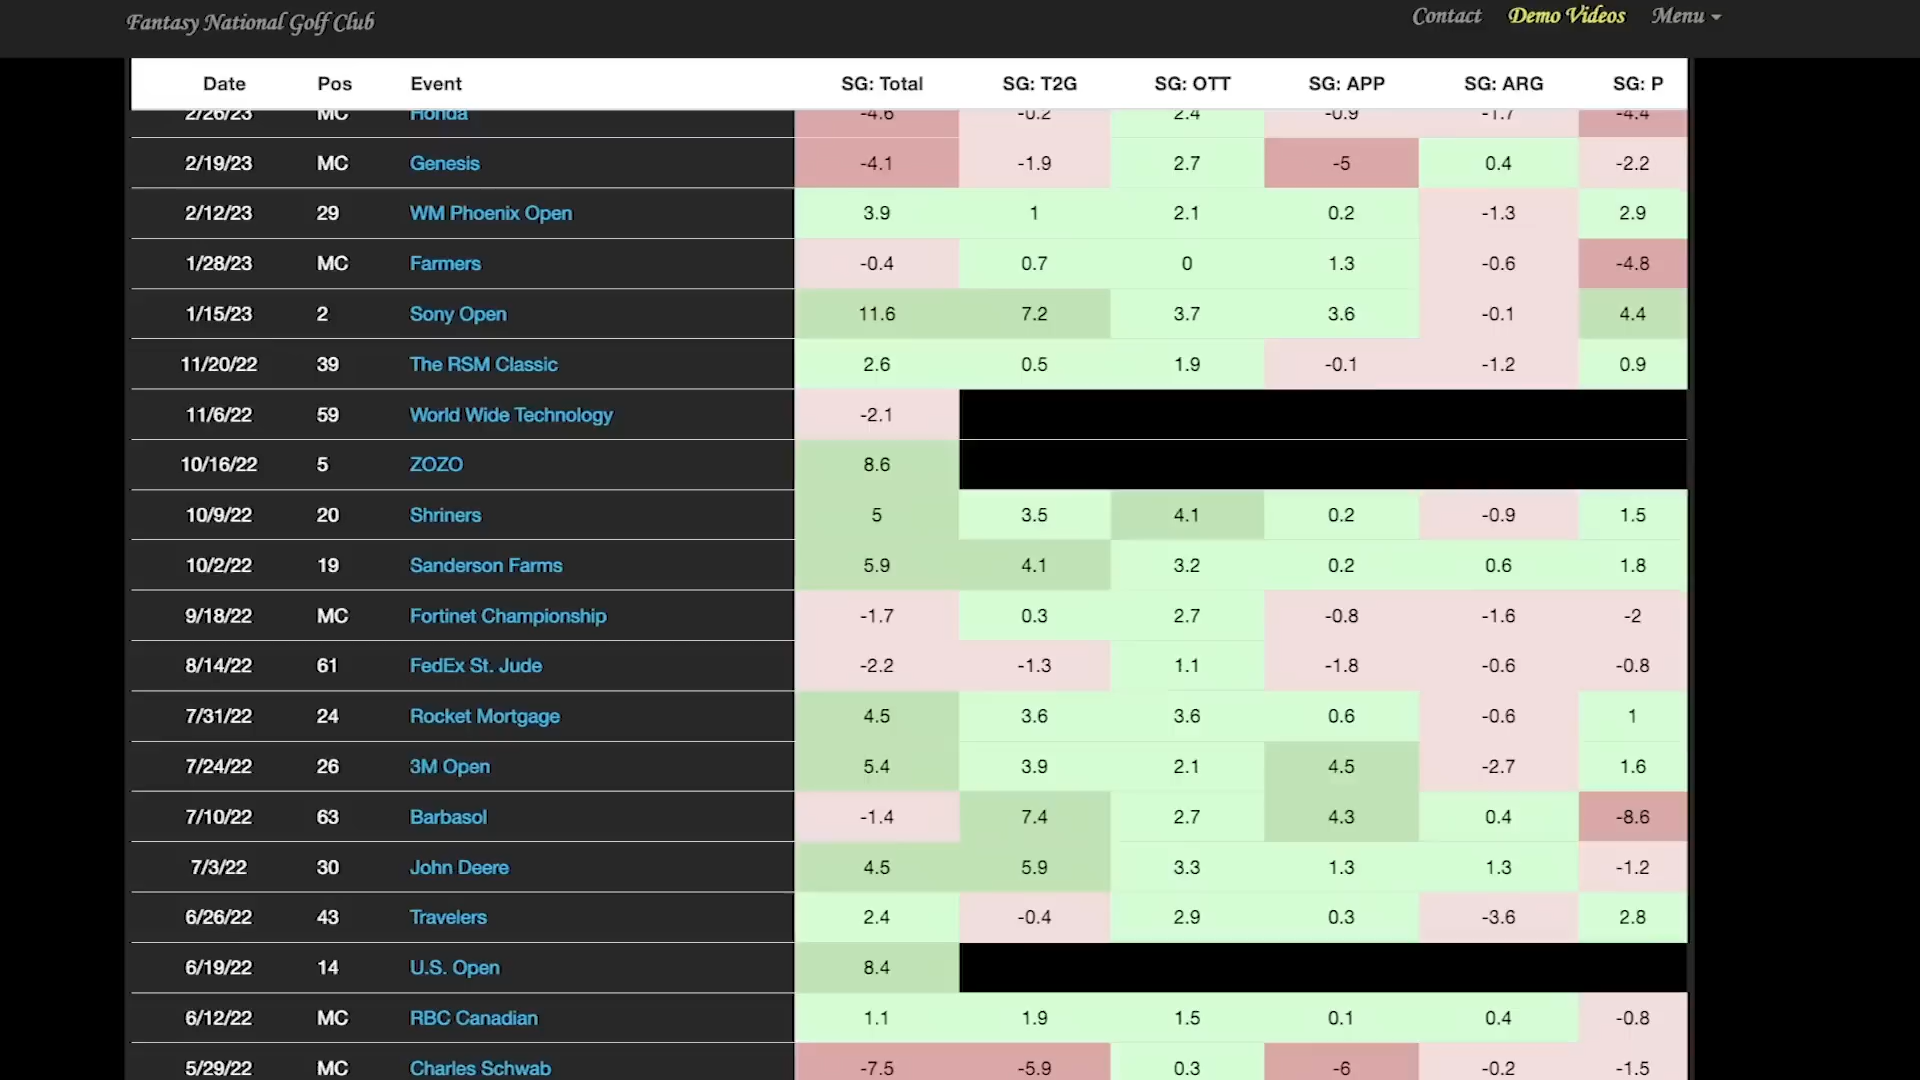 Fantasy National Golf Club Contact Demo Videos Menu
Date Pos Event SG: Total SG: T2G SG: OTT SG: APP SG: ARG SG: P
2/26/23 MC Honda -4.6 -0.2 2.4 -0.9 -1.7 -4.4
2/19/23 MC Genesis -4.1 -1.9 2.7 -5 0.4 -2.2
2/12/23 29 WM Phoenix Open 3.9 1 2.1 0.2 -1.3 2.9
1/28/23 MC Farmers -0.4 0.7 0 1.3 -0.6 -4.8
1/15/23 2 Sony Open 11.6 7.2 3.7 3.6 -0.1 4.4
11/20/22 39 The RSM Classic 2.6 0.5 1.9 -0.1 -1.2 0.9
11/6/22 59 World Wide Technology -2.1
10/16/22 5 ZOZO 8.6
10/9/22 20 Shriners 5 3.5 4.1 0.2 -0.9 1.5
10/2/22 19 Sanderson Farms 5.9 4.1 3.2 0.2 0.6 1.8
9/18/22 MC Fortinet Championship -1.7 0.3 2.7 -0.8 -1.6 -2
8/14/22 61 FedEx St. Jude -2.2 -1.3 1.1 -1.8 -0.6 -0.8
7/31/22 24 Rocket Mortgage 4.5 3.6 3.6 0.6 -0.6 1
7/24/22 26 3M Open 5.4 3.9 2.1 4.5 -2.7 1.6
7/10/22 63 Barbasol -1.4 7.4 2.7 4.3 0.4 -8.6
7/3/22 30 John Deere 4.5 5.9 3.3 1.3 1.3 -1.2
6/26/22 43 Travelers 2.4 -0.4 2.9 0.3 -3.6 2.8
6/19/22 14 U.S. Open 8.4
6/12/22 MC RBC Canadian 1.1 1.9 1.5 0.1 0.4 -0.8
5/29/22 MC Charles Schwab -7.5 -5.9 0.3 -6 -0.2 -1.5